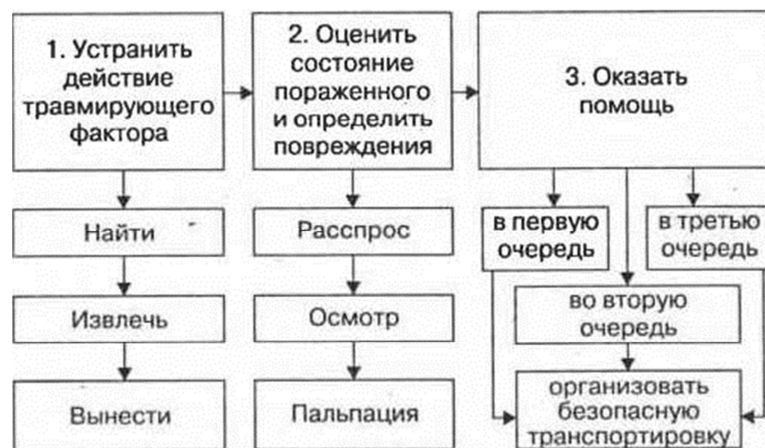 1. Устранить
действие
травмирующего
фактора
2. Оценить
состояние
пораженного
и определить
повреждения
3. Оказать
помощь
Найти
Извлечь
Вынести
Расспрос
Осмотр
Пальпация
в первую
очередь
в третью
очередь
во вторую
очередь
организовать
безопасную
транспортировку